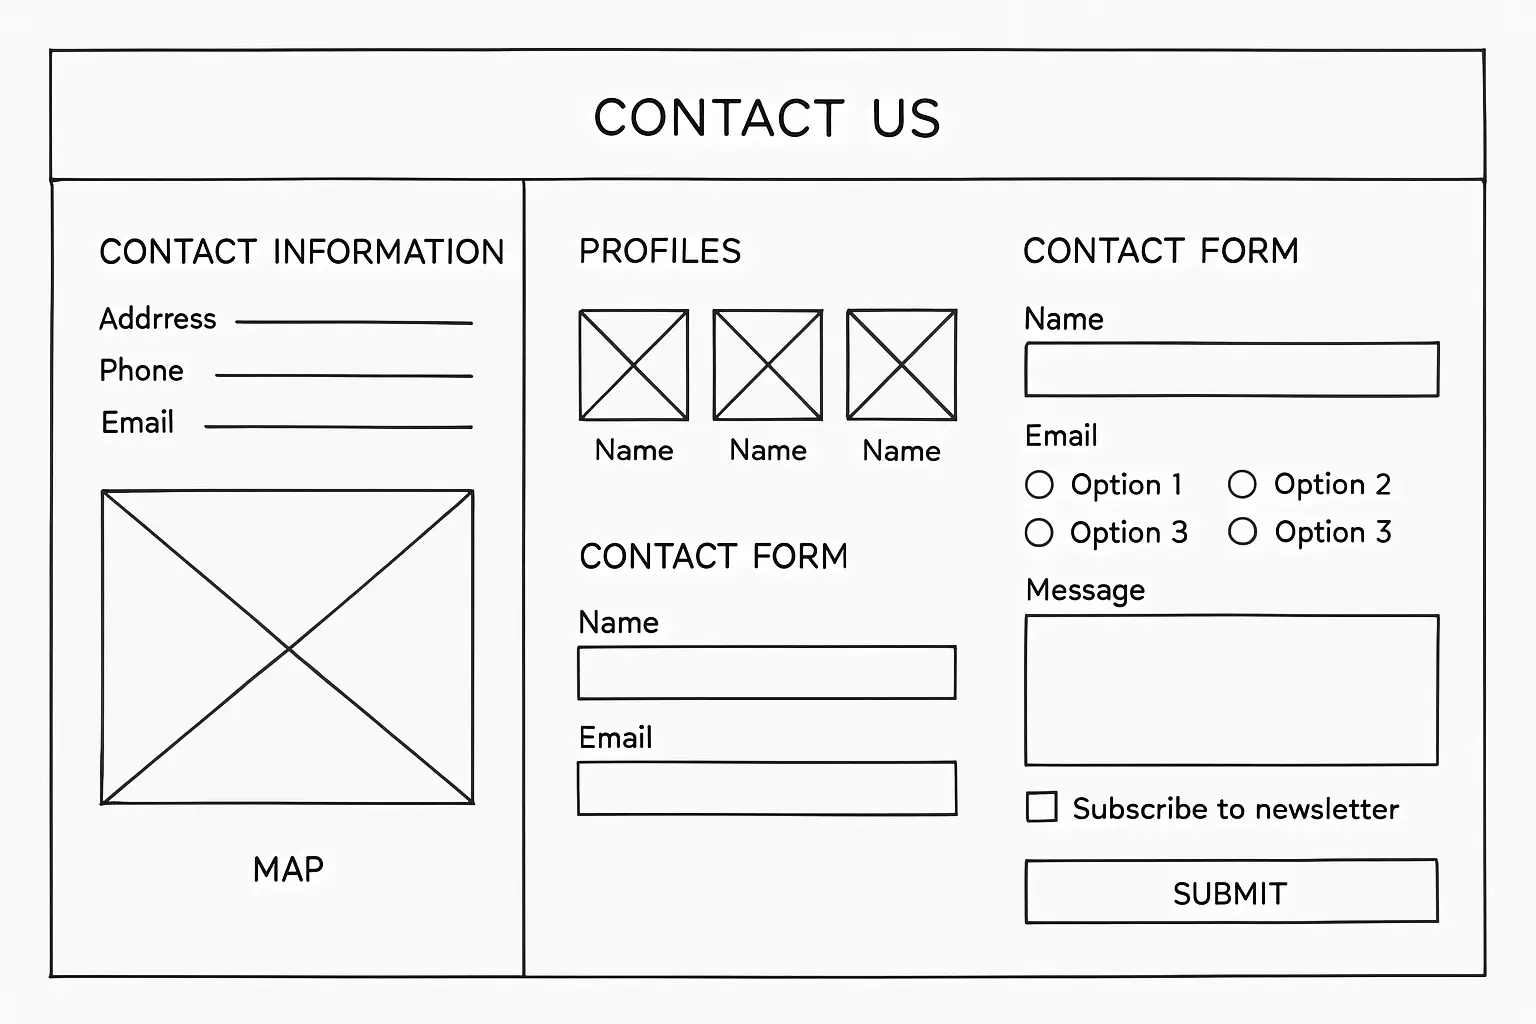 CONTACT US
CONTACT INFORMATION
Addrress
Phone
Email
MAP
PROFILES
Name Name Name
CONTACT FORM
Name
Email
CONTACT FORM
Name
Email
Option 1 Option 2
Option 3 Option 3
Message
Subscribe to newsletter
SUBMIT